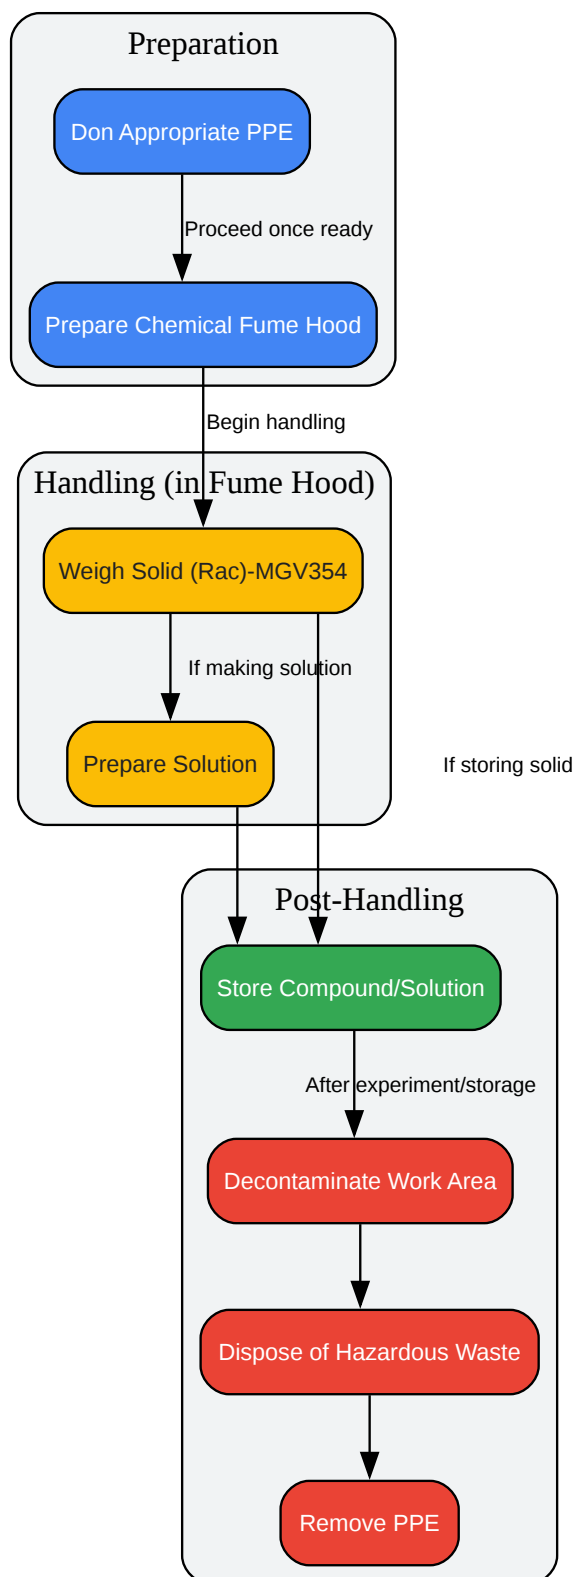 Preparation
Don Appropriate PPE
Proceed once ready
Prepare Chemical Fume Hood
Begin handling
Handling (in Fume Hood)
Weigh Solid (Rac)-MGV354
If making solution
Prepare Solution
If storing solid
Post-Handling
Store Compound/Solution
After experiment/storage
Decontaminate Work Area
Dispose of Hazardous Waste
Remove PPE